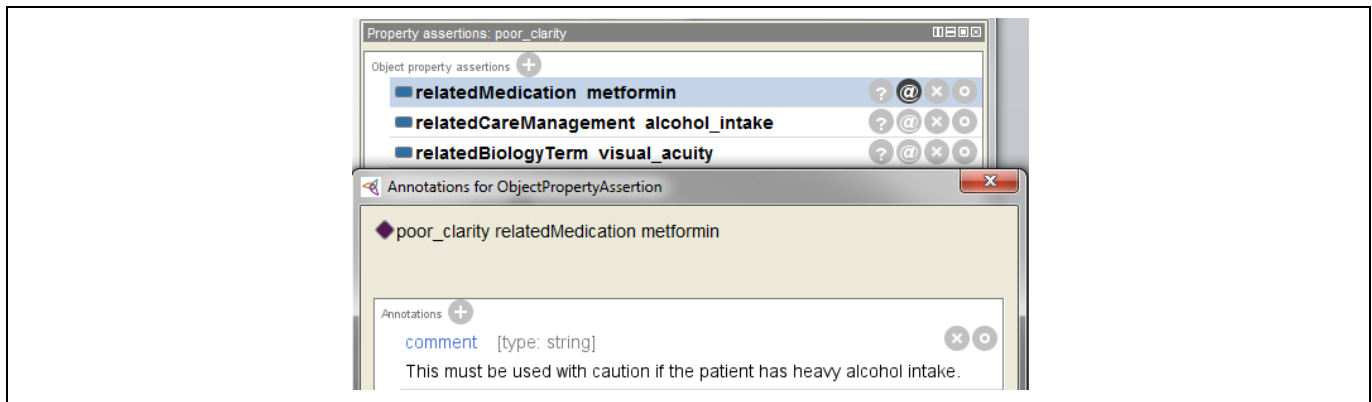 Property assertions: poor_clarity
Object property assertions
relatedMedication metformin
relatedCareManagement alcohol_intake
relatedBiologyTerm visual_acuity
Annotations for ObjectPropertyAssertion
poor_clarity relatedMedication metformin
Annotations
comment [type: string]
This must be used with caution if the patient has heavy alcohol intake.